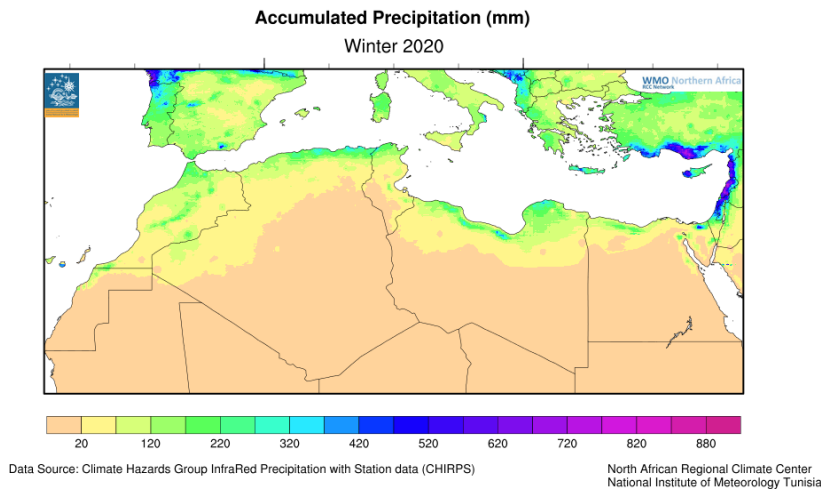 Accumulated Precipitation (mm)
Winter 2020
WMO Northern Africa
RCC Network
20 120 220 320 420 520 620 720 820 880
Data Source: Climate Hazards Group InfraRed Precipitation with Station data (CHIRPS)
North African Regional Climate Center
National Institute of Meteorology Tunisia